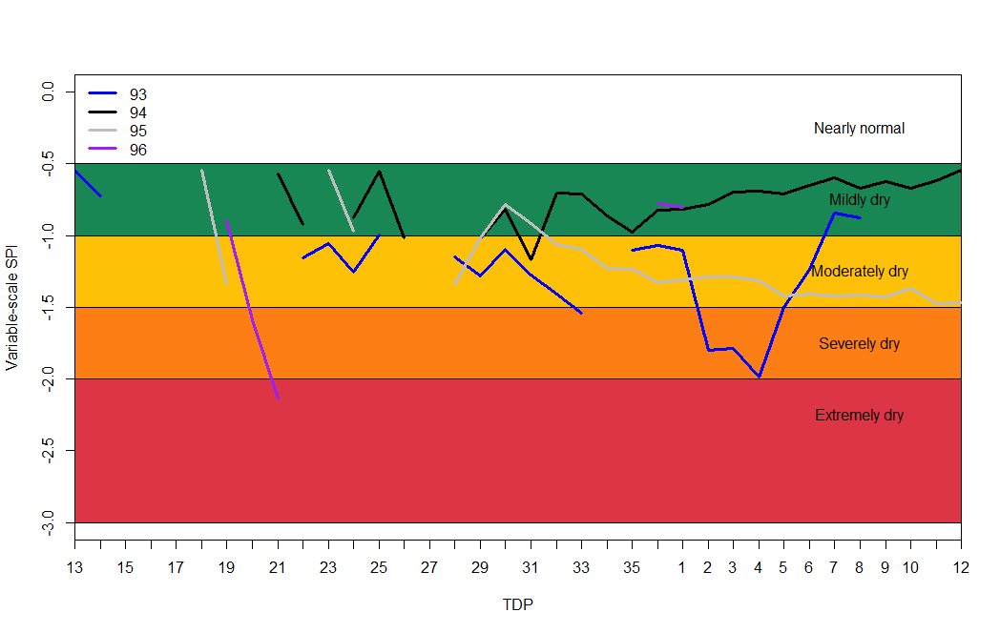 93
94
95
96
Nearly normal
Mildly dry
Moderately dry
Severely dry
Extremely dry
Variable-scale SPI
0.0
-0.5
-1.0
-1.5
-2.0
-2.5
-3.0
13 15 17 19 21 23 25 27 29 31 33 35 1 2 3 4 5 6 7 8 9 10 12
TDP